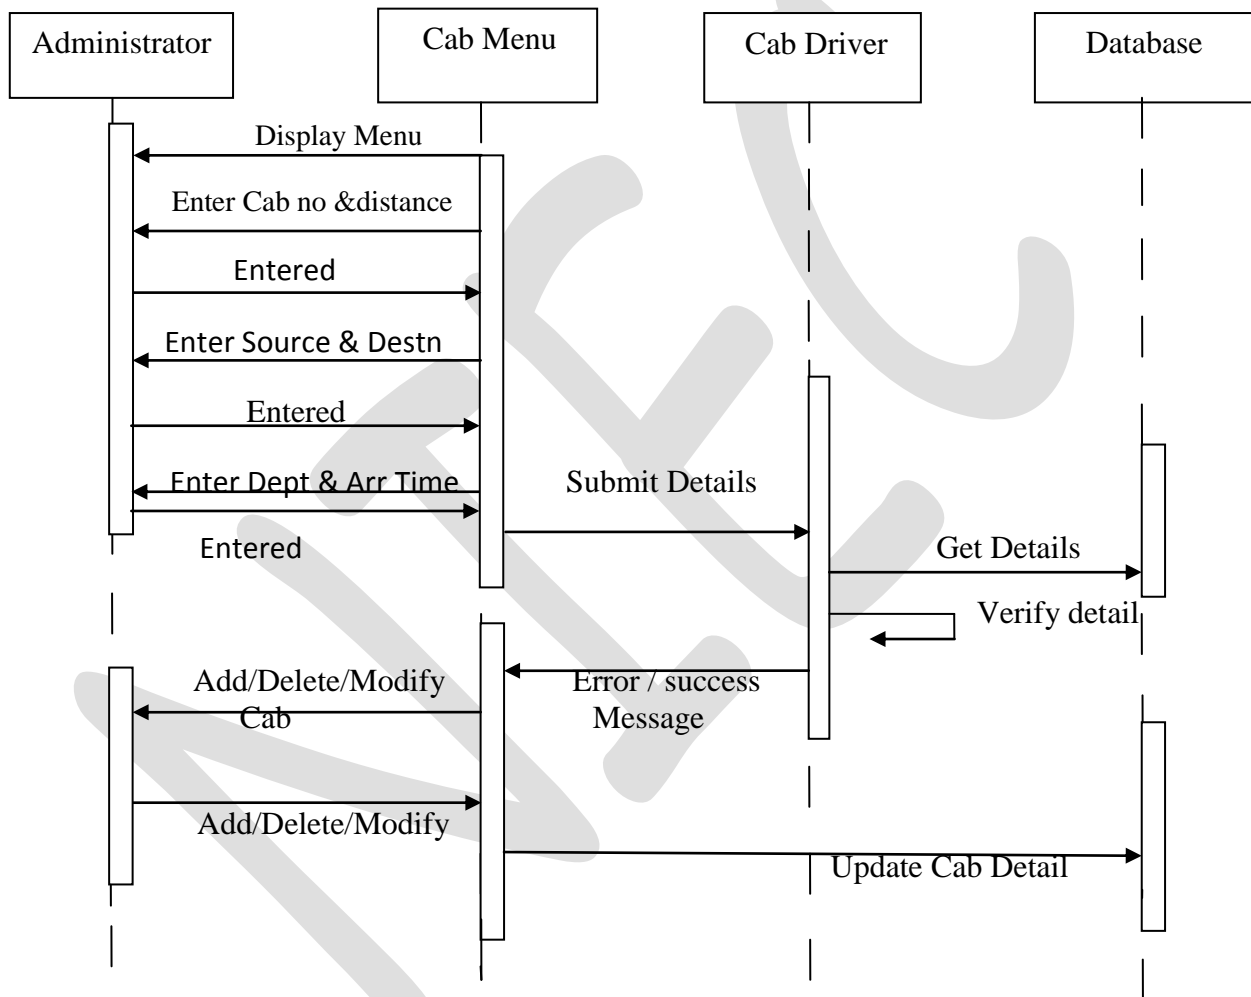 Administrator
Cab Menu
Cab Driver
Database
Display Menu
Enter Cab no &distance
Entered
Enter Source & Destn
Entered
Enter Dept & Arr Time
Submit Details
Entered
Get Details
Verify detail
Add/Delete/Modify
Cab
Error / success
Message
Add/Delete/Modify
Update Cab Detail
NIEC